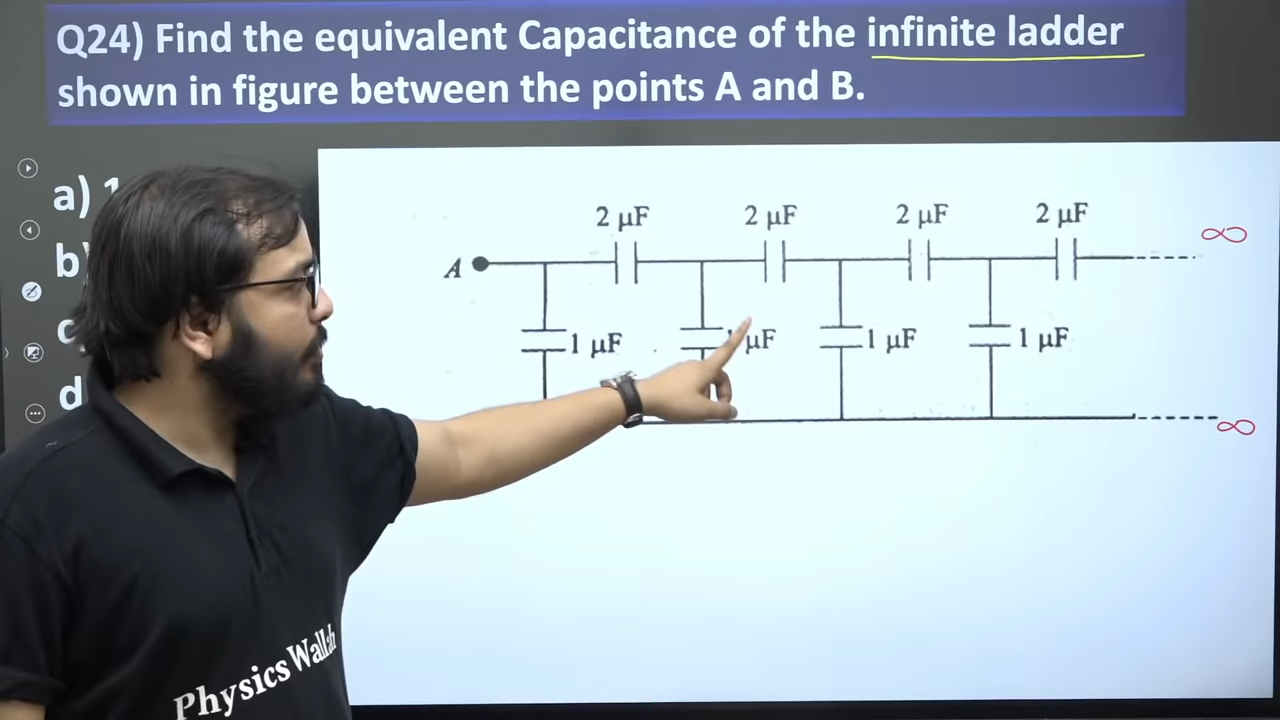 Q24) Find the equivalent Capacitance of the infinite ladder
shown in figure between the points A and B.
a) 1
b)
c
d
2 μF 2 μF 2 μF 2 μF
∞
A
1 μF μF 1 μF 1 μF
∞
Physics Wallah